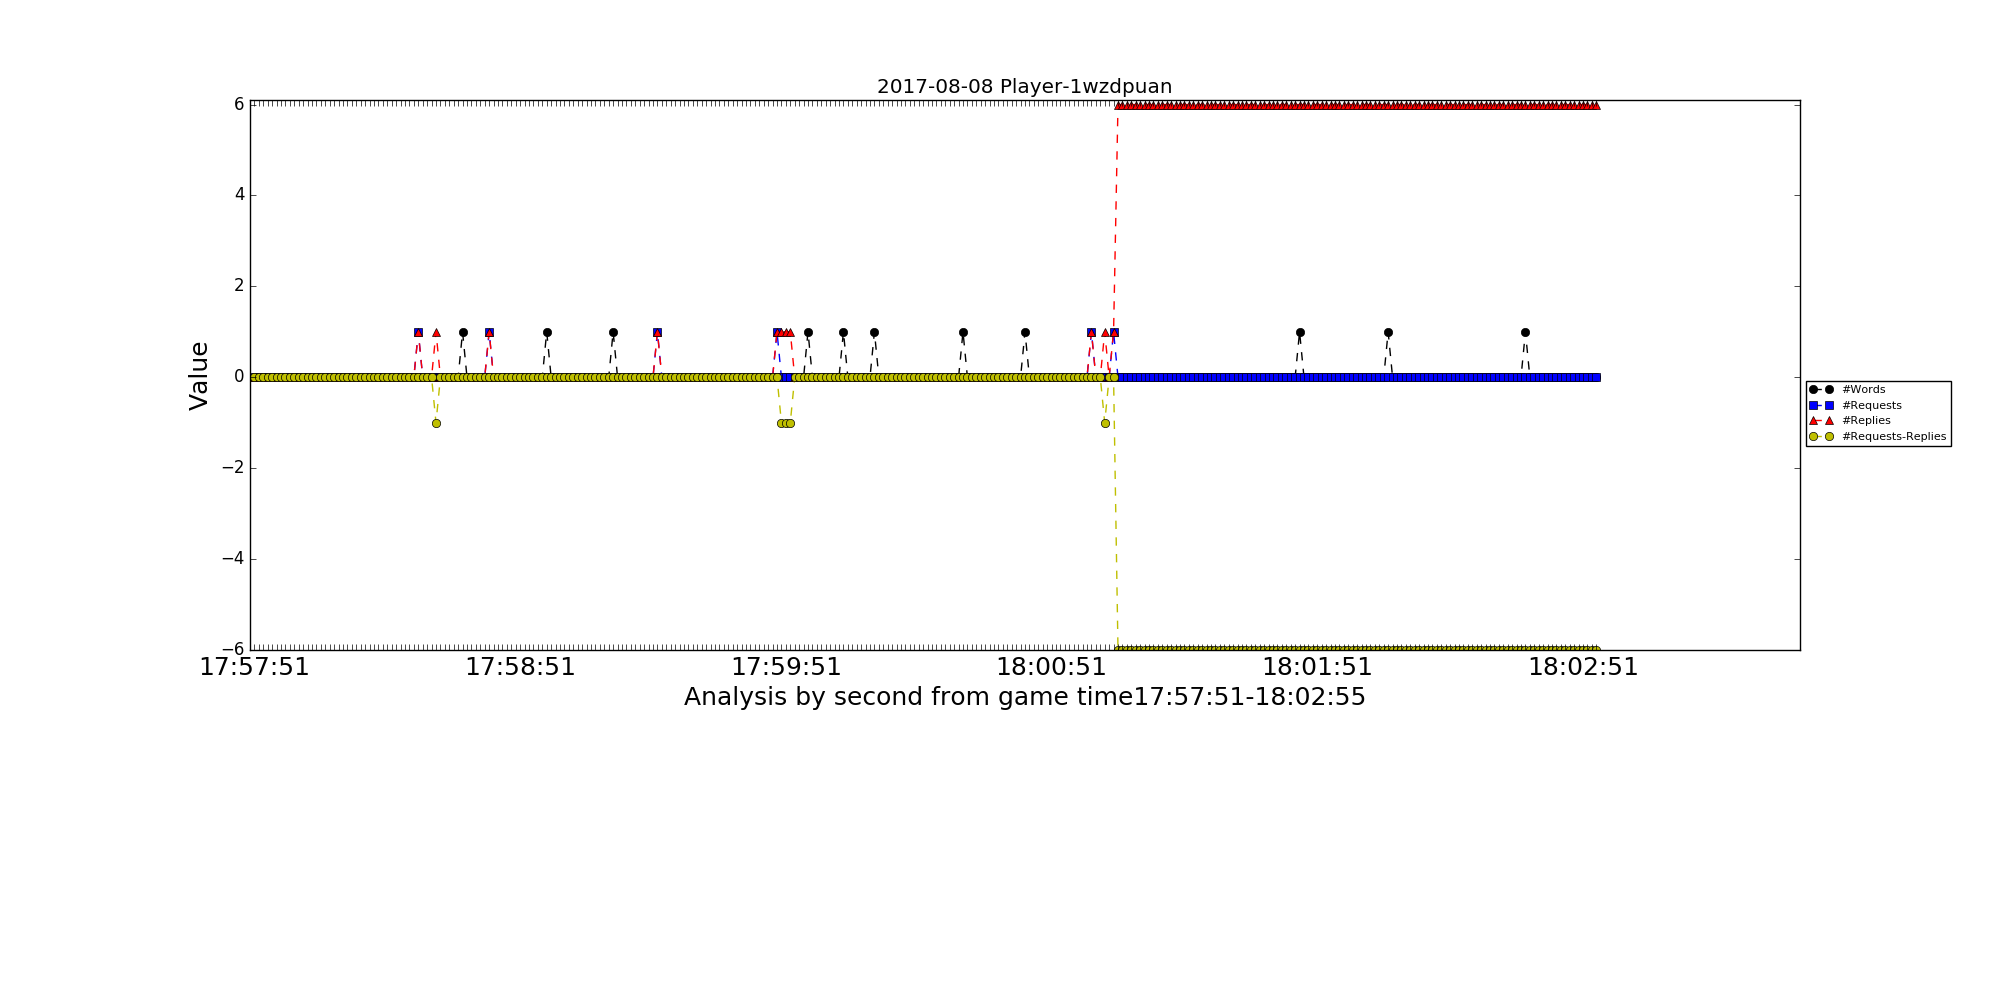 2017-08-08 Player-1wzdpuan
6
4
2
0
−2
−4
−6
Value
17:57:51 17:58:51 17:59:51 18:00:51 18:01:51 18:02:51
Analysis by second from game time17:57:51-18:02:55
#Words
#Requests
#Replies
#Requests-Replies